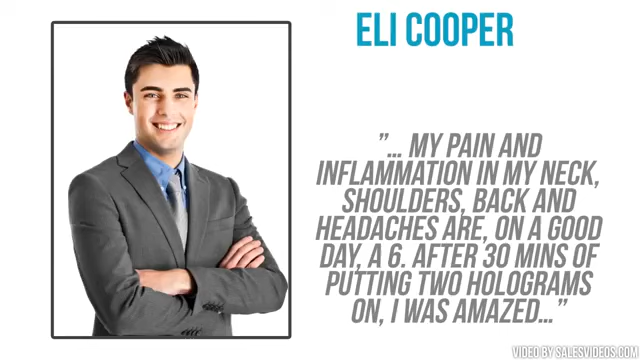 ELI COOPER
"... MY PAIN AND
INFLAMMATION IN MY NECK,
SHOULDERS, BACK AND
HEADACHES ARE, ON A GOOD
DAY, A 6. AFTER 30 MINS OF
PUTTING TWO HOLOGRAMS
ON, I WAS AMAZED..."
VIDEO BY SALESVIDEOS.COM